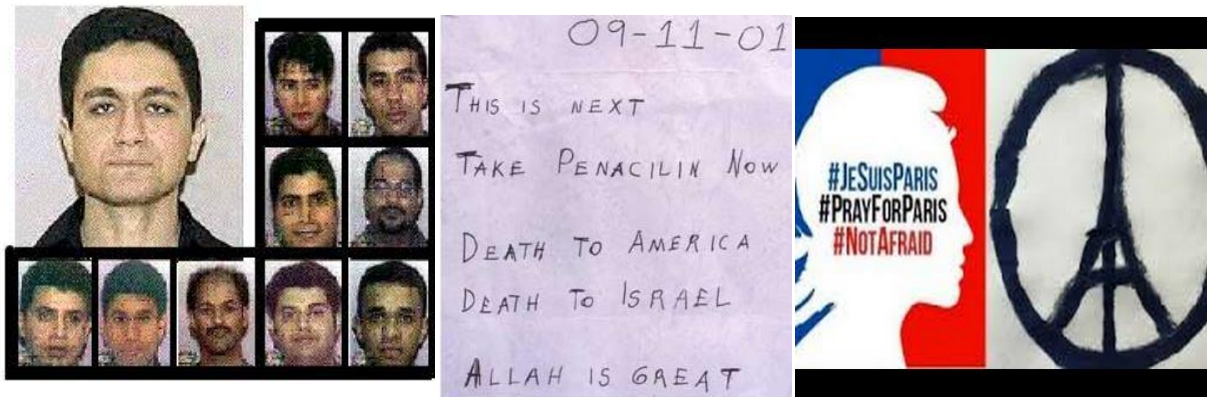 09-11-01
THIS IS NEXT
TAKE PENACILIN NOW
DEATH TO AMERICA
DEATH TO ISRAEL
ALLAH IS GREAT
#JESUISPARIS
#PRAYFORPARIS
#NOTAFRAID